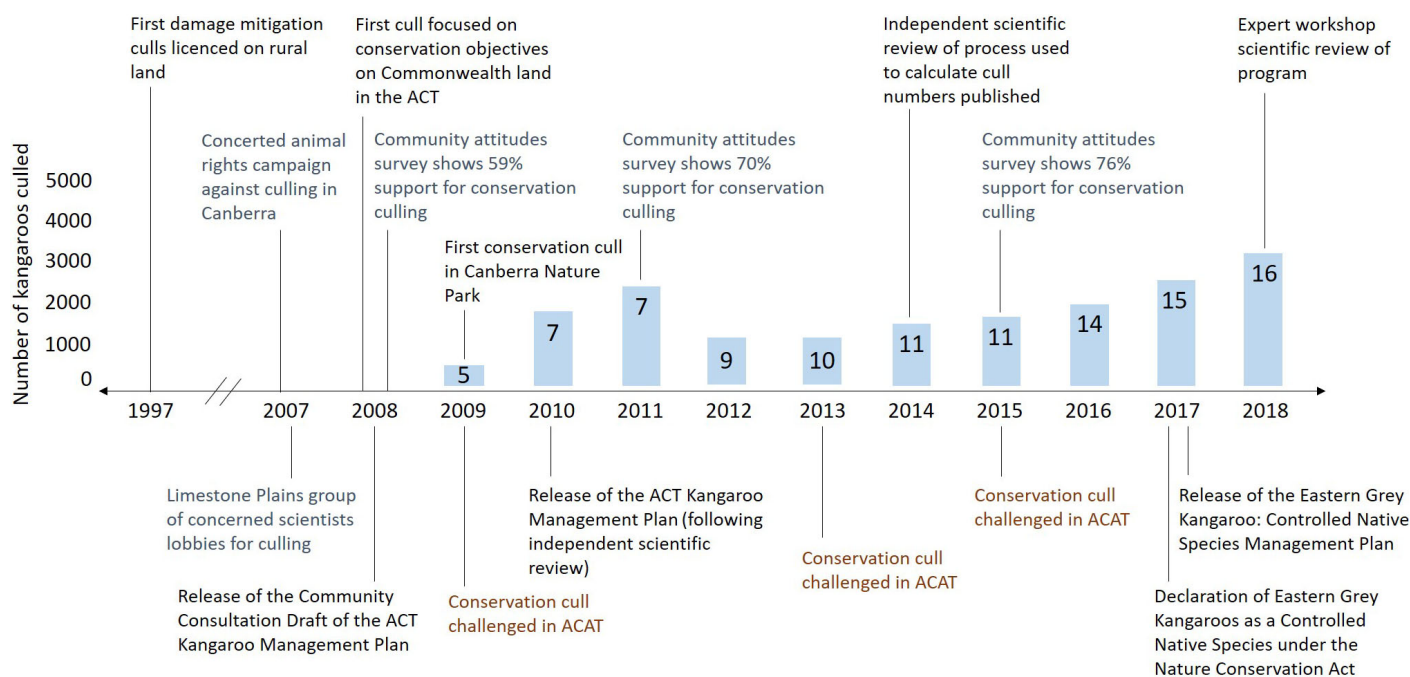 First damage mitigation
culls licenced on rural
land
First cull focused on
conservation objectives
on Commonwealth land
in the ACT
Independent scientific
review of process used
to calculate cull
numbers published
Expert workshop
scientific review of
program
Concerted animal
rights campaign
against culling in
Canberra
Community attitudes
survey shows 59%
support for conservation
culling
Community attitudes
survey shows 70%
support for conservation
culling
Community attitudes
survey shows 76%
support for conservation
culling
First conservation cull
in Canberra Nature
Park
Number of kangaroos culled
5000
4000
3000
2000
1000
0
5
7
7
9
10
11
11
14
15
16
1997
2007
2008
2009
2010
2011
2012
2013
2014
2015
2016
2017
2018
Limestone Plains group
of concerned scientists
lobbies for culling
Release of the Community
Consultation Draft of the ACT
Kangaroo Management Plan
Conservation cull
challenged in ACAT
Release of the ACT Kangaroo
Management Plan (following
independent scientific
review)
Conservation cull
challenged in ACAT
Conservation cull
challenged in ACAT
Release of the Eastern Grey
Kangaroo: Controlled Native
Species Management Plan
Declaration of Eastern Grey
Kangaroos as a Controlled
Native Species under the
Nature Conservation Act